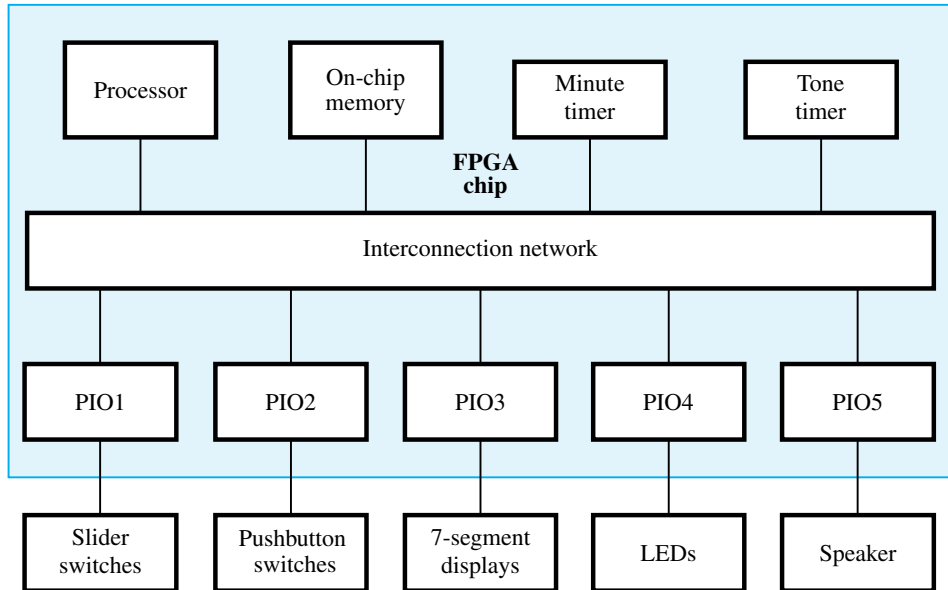 Processor
On-chip
memory
Minute
timer
Tone
timer
FPGA
chip
Interconnection network
PIO1
PIO2
PIO3
PIO4
PIO5
Slider
switches
Pushbutton
switches
7-segment
displays
LEDs
Speaker